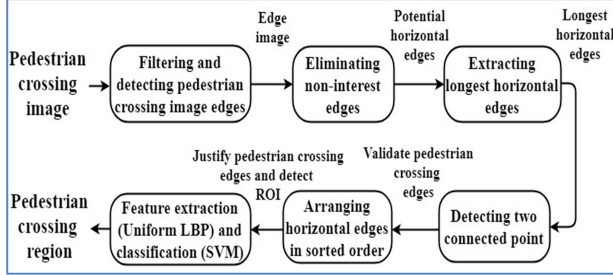 Pedestrian
crossing
image
Filtering and
detecting pedestrian
crossing image edges
Edge
image
Eliminating
non-interest
edges
Potential
horizontal
edges
Extracting
longest horizontal
edges
Longest
horizontal
edges
Detecting two
connected point
Validate pedestrian
crossing
edges
Arranging
horizontal edges
in sorted order
Justify pedestrian crossing
edges and detect
ROI
Feature extraction
(Uniform LBP) and
classification (SVM)
Pedestrian
crossing
region